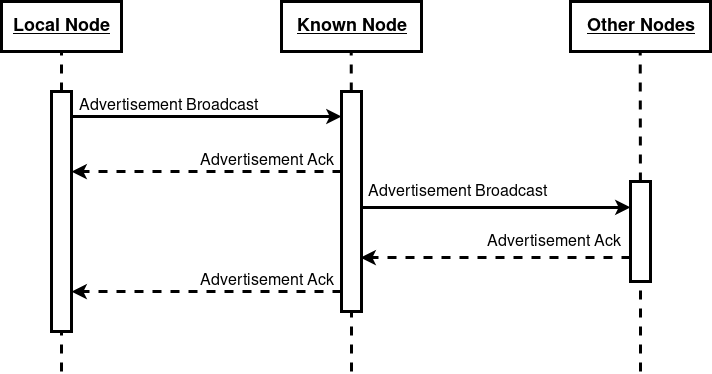 Local Node
Known Node
Other Nodes
Advertisement Broadcast
Advertisement Ack
Advertisement Broadcast
Advertisement Ack
Advertisement Ack